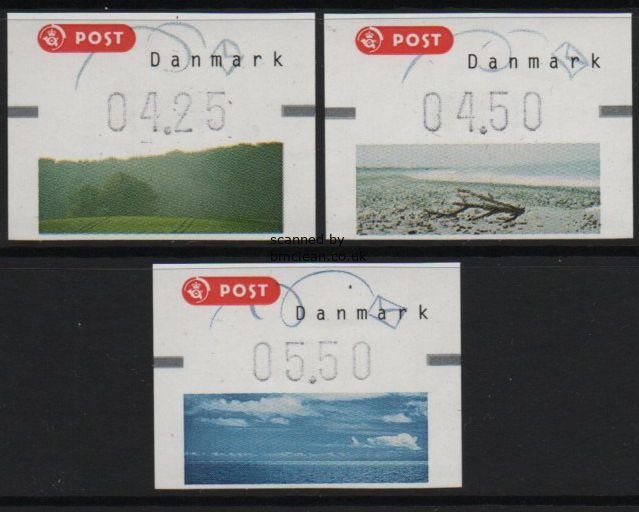 POST
Danmark
04.25
POST
Danmark
04.50
scanned by
bmclean.co.uk
POST
Danmark
05.50